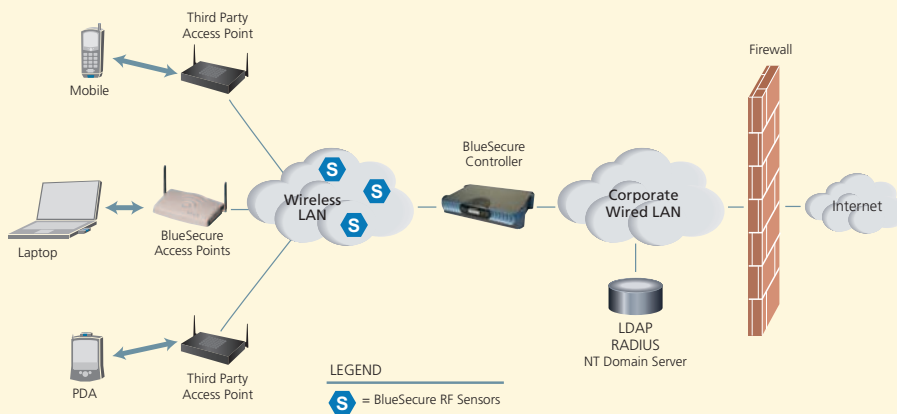 Third Party
Access Point
Mobile
Firewall
BlueSecure
Controller
S
S
S
Wireless
LAN
Corporate
Wired LAN
Internet
Laptop
BlueSecure
Access Points
LDAP
RADIUS
NT Domain Server
PDA
Third Party
Access Point
LEGEND
S = BlueSecure RF Sensors